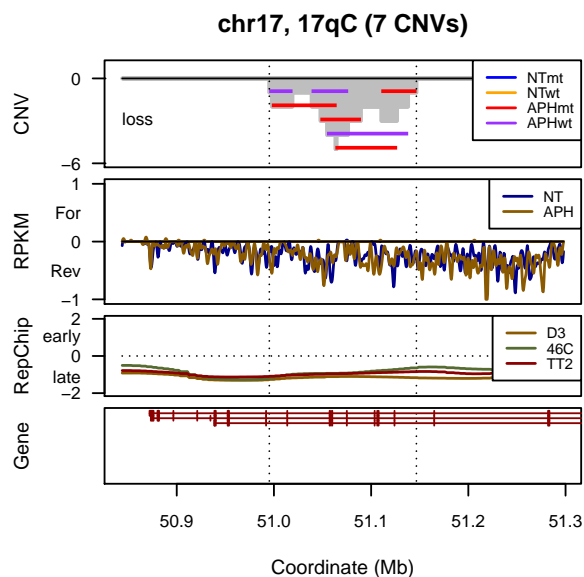 chr17, 17qC (7 CNVs)
CNV
0
-6
loss
NTmt
NTwt
APHmt
APHwt
RPKM
1
For
0
Rev
-1
NT
APH
RepChip
2
early
0
late
-2
D3
46C
TT2
Gene
50.9 51.0 51.1 51.2 51.3
Coordinate (Mb)